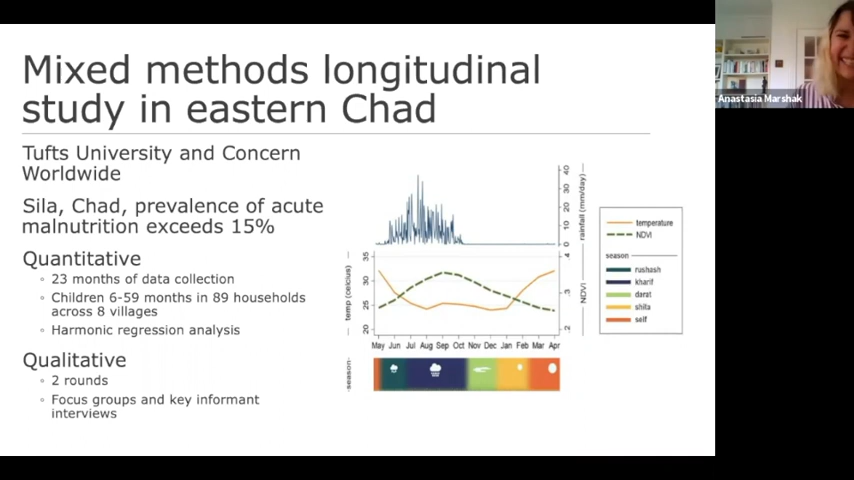 Mixed methods longitudinal
study in eastern Chad
Anastasia Marshak
Tufts University and Concern
Worldwide
Sila, Chad, prevalence of acute
malnutrition exceeds 15%
Quantitative
◦ 23 months of data collection
◦ Children 6-59 months in 89 households
across 8 villages
◦ Harmonic regression analysis
Qualitative
◦ 2 rounds
◦ Focus groups and key informant
interviews
40
30
20
10
0
rainfall (mm/day)
35
30
25
20
temp (celcius)
.4
.3
.2
NDVI
May Jun Jul Aug Sep Oct Nov Dec Jan Feb Mar Apr
-season-
temperature
NDVI
season
rushash
kharif
darat
shita
seif